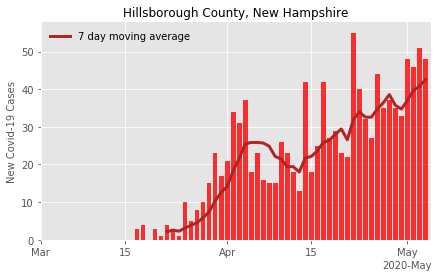 Hillsborough County, New Hampshire
7 day moving average
New Covid-19 Cases
50
40
30
20
10
0
Mar 15 Apr 15 May
2020-May